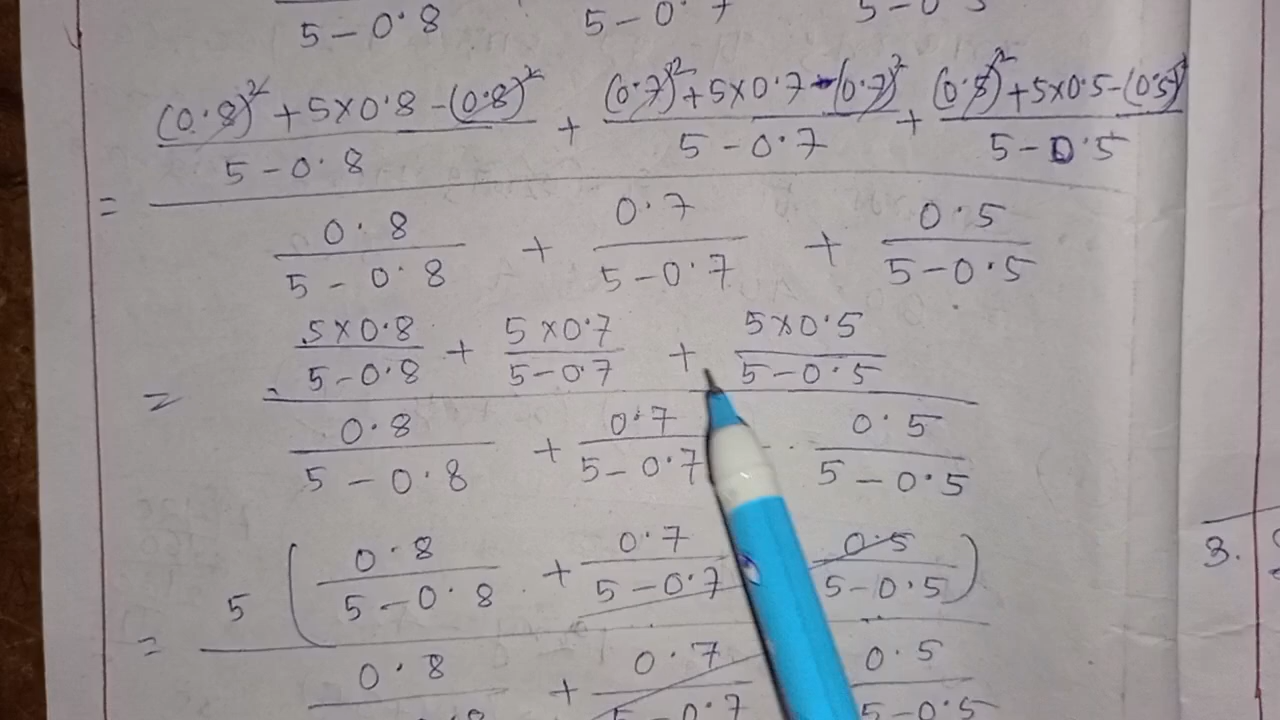 5-0.8 5-0.7 5-0.5
(0.8)²+5×0.8-(0.8)² + (0.7)²+5×0.7-(0.7)² + (0.5)²+5×0.5-(0.5)²
5-0.8 5-0.7 5-0.5
=
0.8 + 0.7 + 0.5
5-0.8 5-0.7 5-0.5
5×0.8 + 5×0.7 + 5×0.5
5-0.8 5-0.7 5-0.5
=
0.8 + 0.7 0.5
5-0.8 5-0.7 5-0.5
5 ( 0.8 + 0.7 0.5 )
5-0.8 5-0.7 5-0.5
3.
=
0.8 + 0.7 0.5
5-0.7 5-0.5